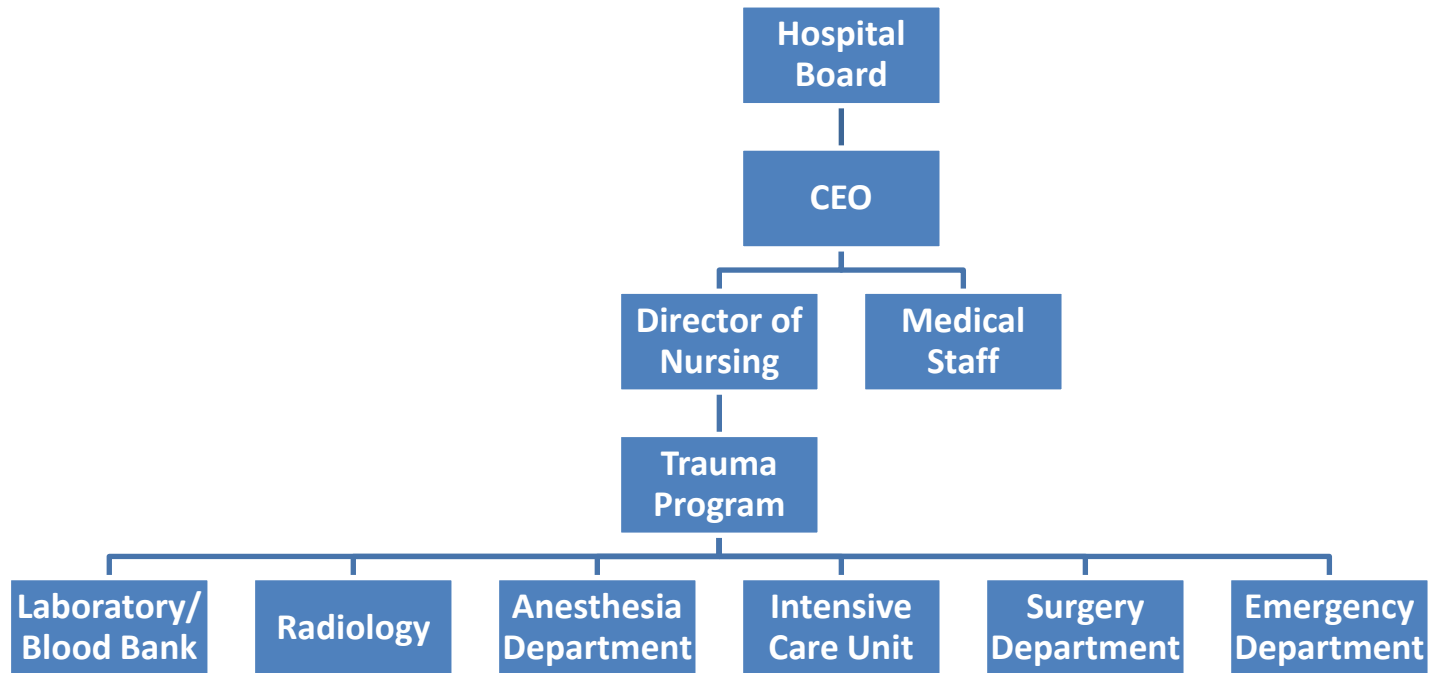 Hospital
Board
CEO
Director of
Nursing
Medical
Staff
Trauma
Program
Laboratory/
Blood Bank
Radiology
Anesthesia
Department
Intensive
Care Unit
Surgery
Department
Emergency
Department